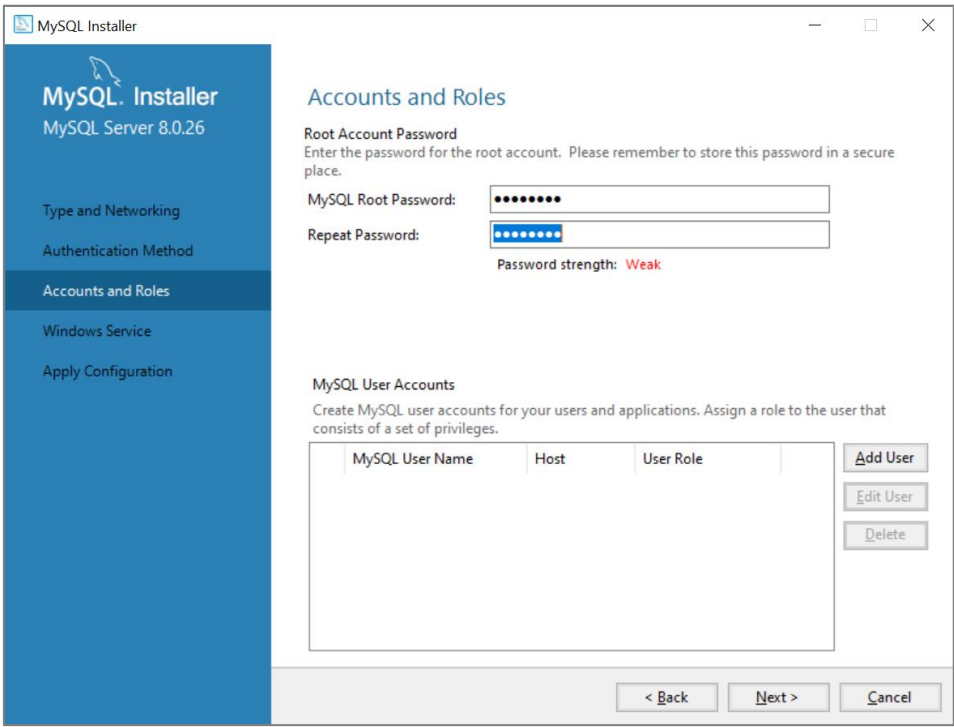 MySQL Installer
MySQL. Installer
MySQL Server 8.0.26
Type and Networking
Authentication Method
Accounts and Roles
Windows Service
Apply Configuration
Accounts and Roles
Root Account Password
Enter the password for the root account.  Please remember to store this password in a secure
place.
MySQL Root Password: ●●●●●●●●
Repeat Password: ●●●●●●●●
Password strength: Weak
MySQL User Accounts
Create MySQL user accounts for your users and applications. Assign a role to the user that
consists of a set of privileges.
MySQL User Name Host User Role
Add User
Edit User
Delete
< Back Next > Cancel